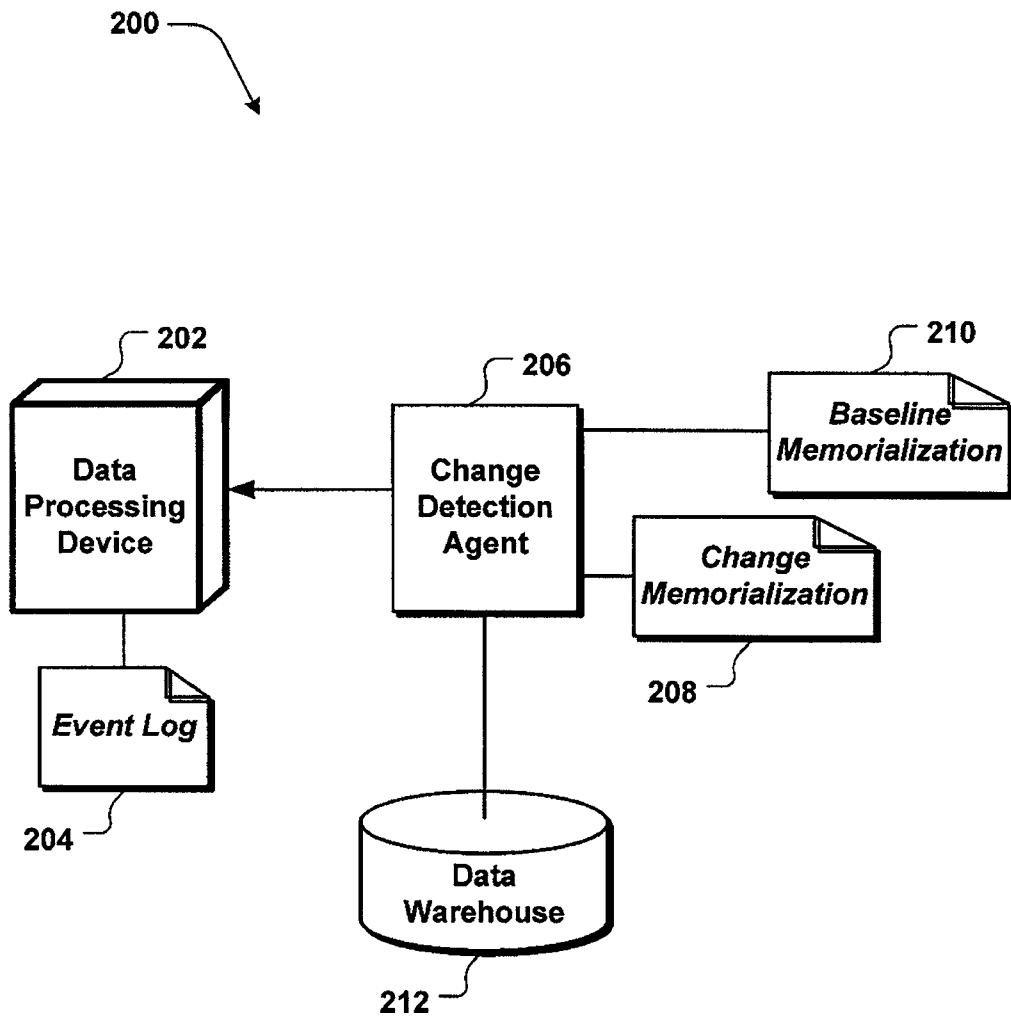 200
202
Data
Processing
Device
206
Change
Detection
Agent
210
Baseline
Memorialization
Change
Memorialization
208
Event Log
204
Data
Warehouse
212